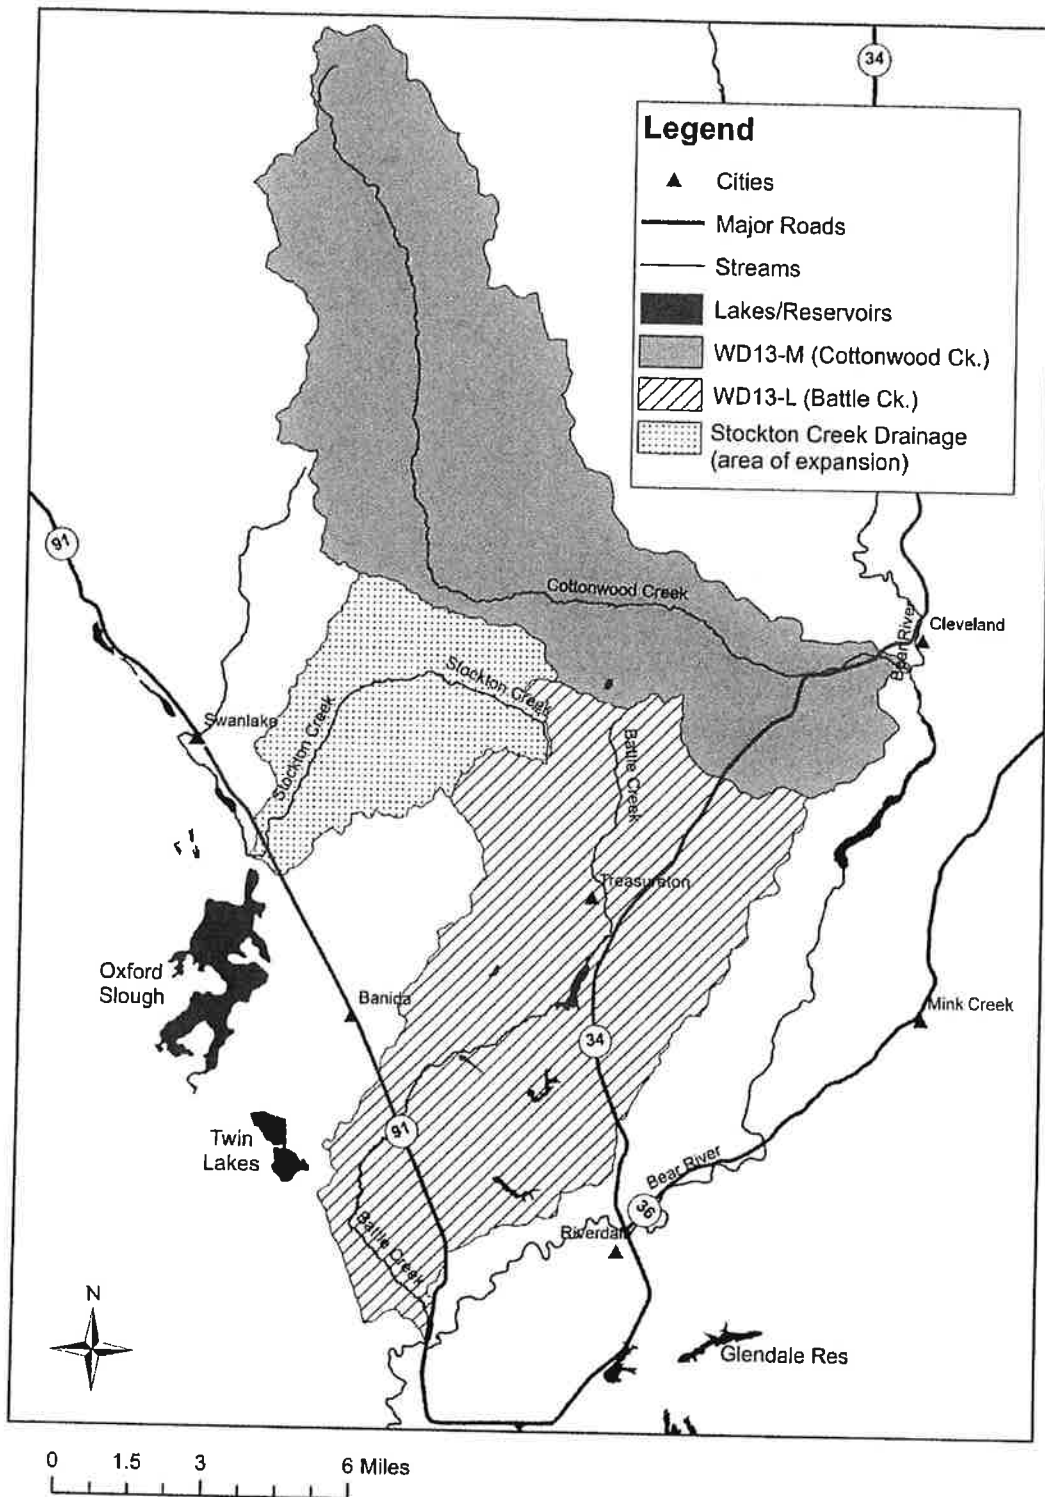 34
Legend
Cities
Major Roads
Streams
Lakes/Reservoirs
WD13-M (Cottonwood Ck.)
WD13-L (Battle Ck.)
Stockton Creek Drainage
(area of expansion)
91
Cottonwood Creek
Bear River
Cleveland
Stockton Creek
Stockton Creek
Swanlake
Battle Creek
Treasureton
Oxford
Slough
Banida
Mink Creek
34
91
Twin
Lakes
Bear River
36
Battle Creek
Riverdale
N
Glendale Res
0 1.5 3 6 Miles